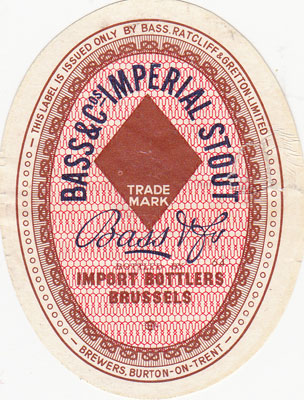 THIS LABEL IS ISSUED ONLY BY BASS, RATCLIFF & GRETTON, LIMITED
BASS & Cos IMPERIAL STOUT
TRADE
MARK
Bass & Co
IMPORT BOTTLERS
BRUSSELS
BREWERS, BURTON-ON-TRENT